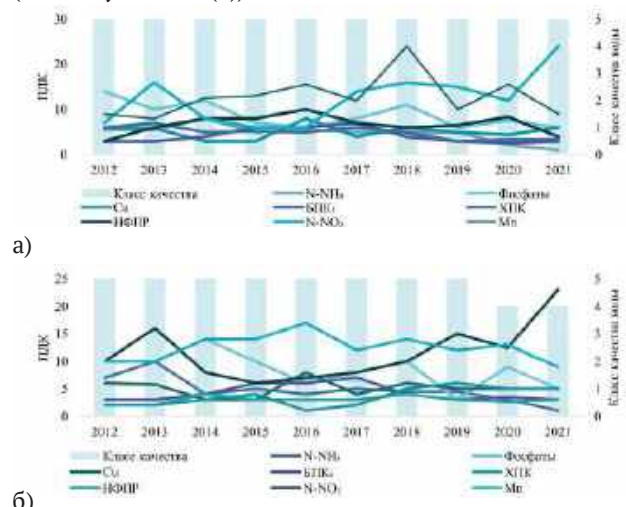 30
5
4
20
3
ПДК
Класс качества воды
2
10
1
0
0
2012 2013 2014 2015 2016 2017 2018 2019 2020 2021
Класс качества N-NH₄ Фосфаты
Cu БПК₅ ХПК
НФПР N-NO₂ Mn
а)
25
5
20
4
15
3
ПДК
Класс качества воды
10
2
5
1
0
0
2012 2013 2014 2015 2016 2017 2018 2019 2020 2021
Класс качества N-NH₄ Фосфаты
Cu БПК₅ ХПК
НФПР N-NO₂ Mn
б)